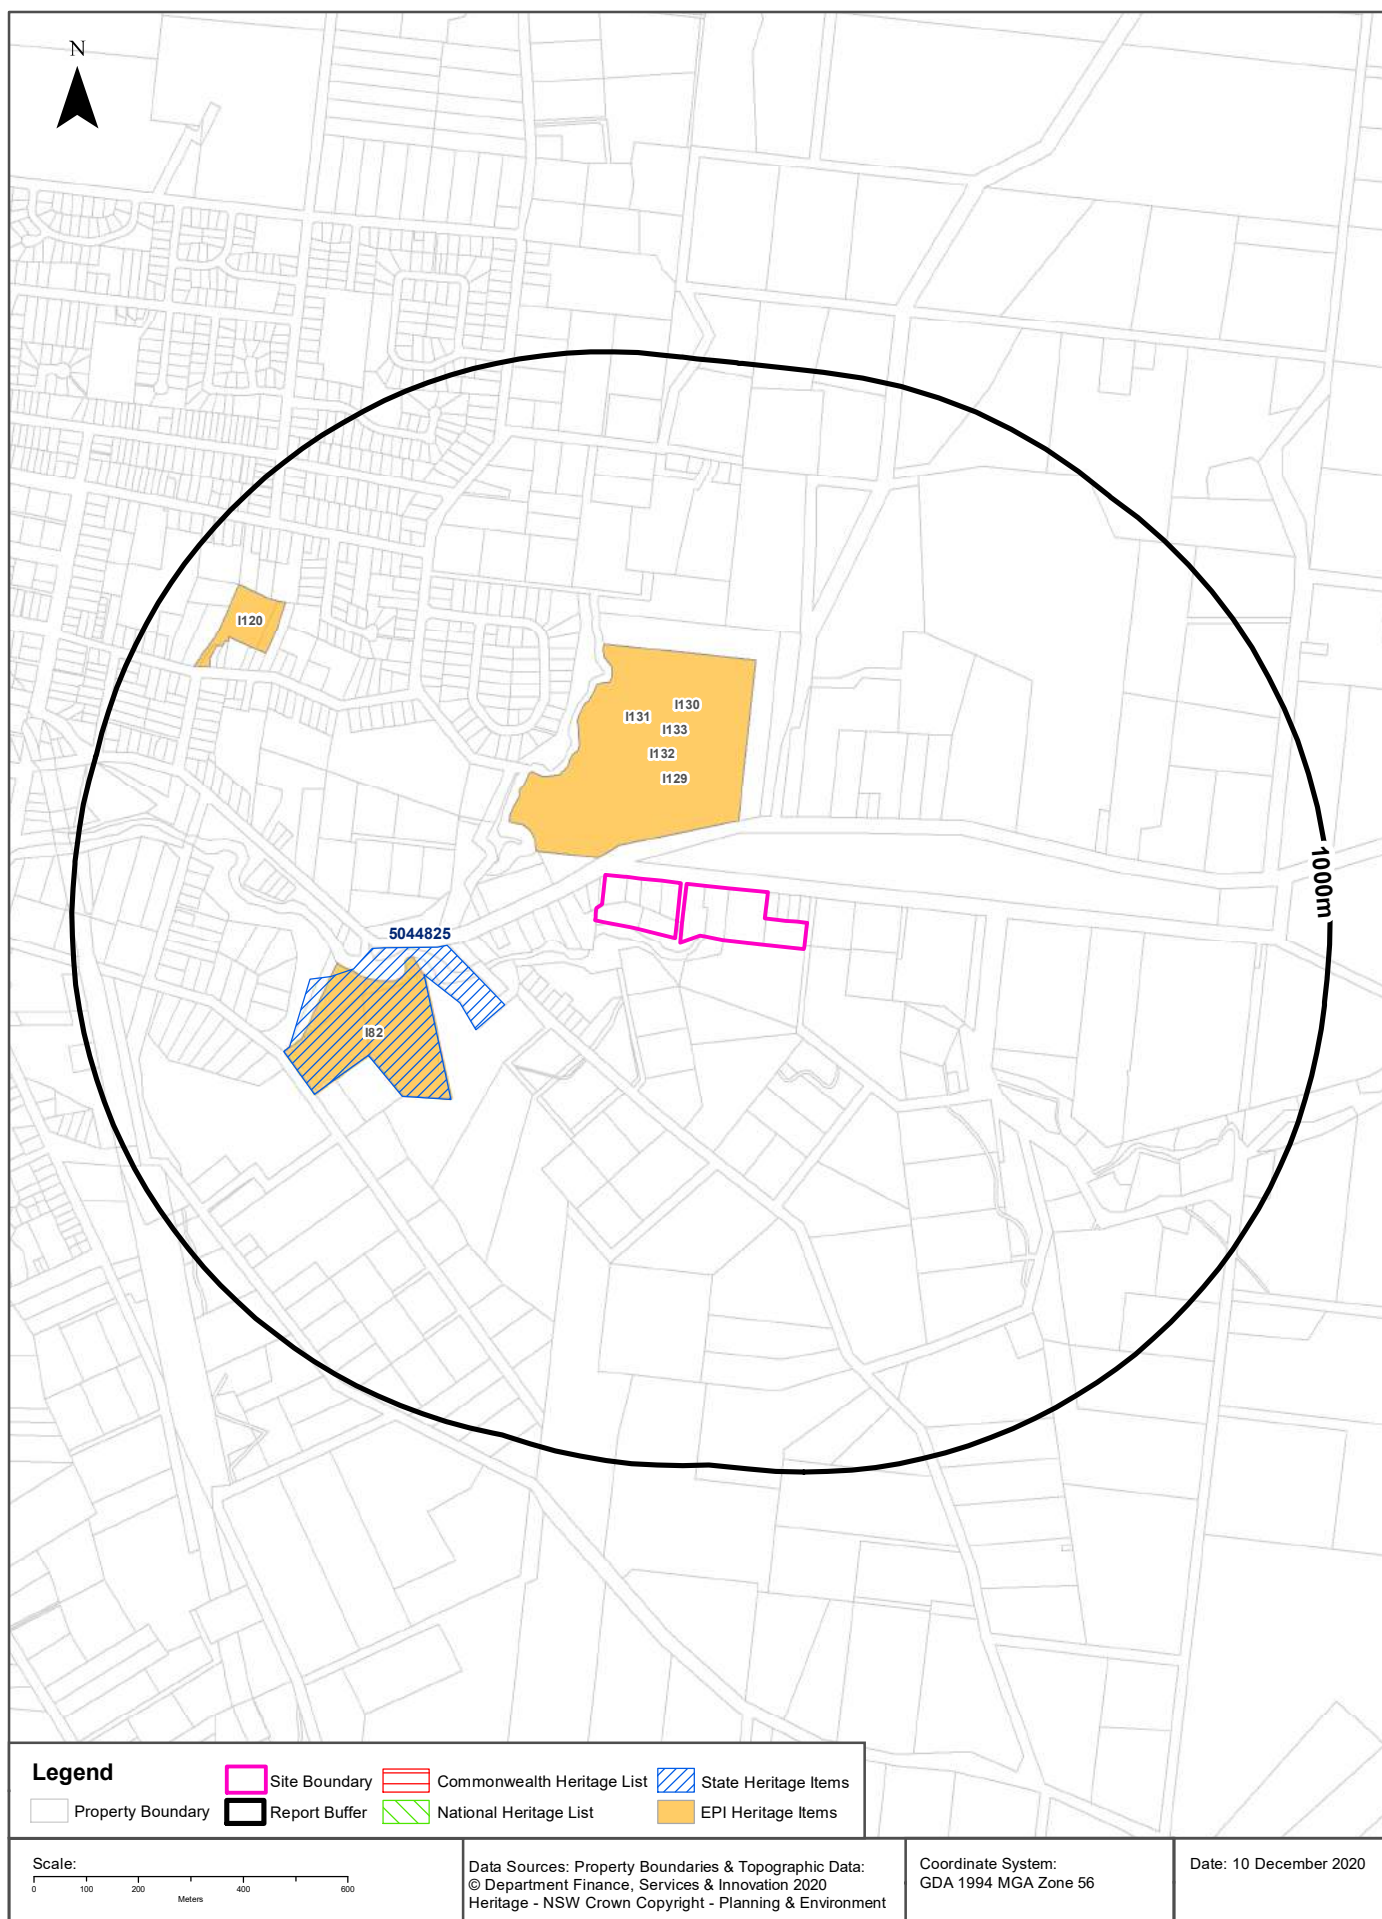 N
I120
I130
I131
I133
I132
I129
1000m
5044825
I82
Legend
Site Boundary
Commonwealth Heritage List
State Heritage Items
Property Boundary
Report Buffer
National Heritage List
EPI Heritage Items
Scale:
0 100 200 400 600
Meters
Data Sources: Property Boundaries & Topographic Data:
© Department Finance, Services & Innovation 2020
Heritage - NSW Crown Copyright - Planning & Environment
Coordinate System:
GDA 1994 MGA Zone 56
Date: 10 December 2020